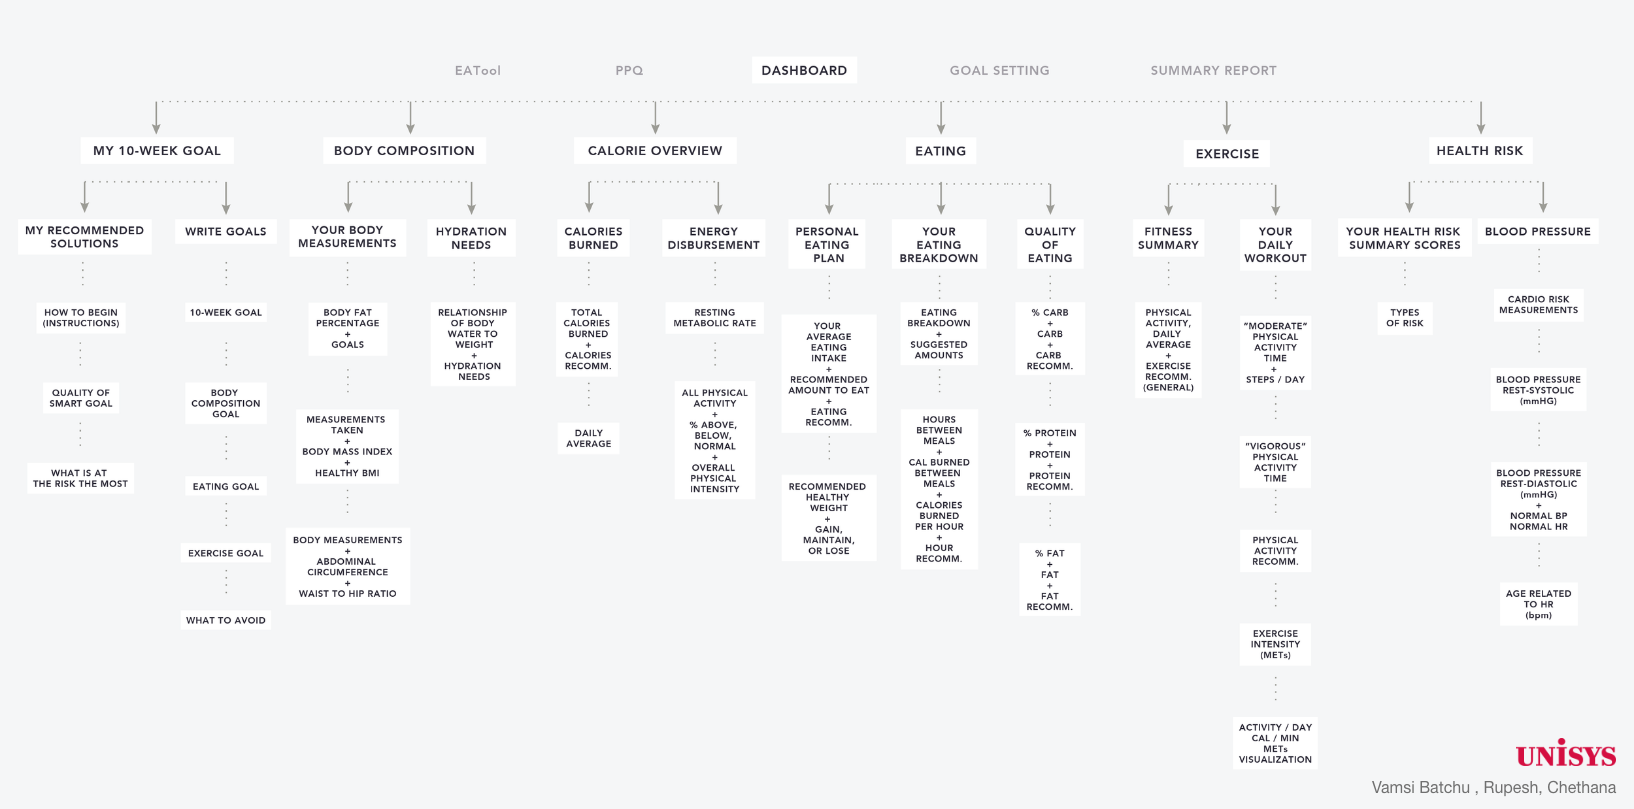 EATool
PPQ
DASHBOARD
GOAL SETTING
SUMMARY REPORT
MY 10-WEEK GOAL
BODY COMPOSITION
CALORIE OVERVIEW
EATING
EXERCISE
HEALTH RISK
MY RECOMMENDED
SOLUTIONS
HOW TO BEGIN
(INSTRUCTIONS)
QUALITY OF
SMART GOAL
WHAT IS AT
THE RISK THE MOST
WRITE GOALS
10-WEEK GOAL
BODY
COMPOSITION
GOAL
EATING GOAL
EXERCISE GOAL
WHAT TO AVOID
YOUR BODY
MEASUREMENTS
BODY FAT
PERCENTAGE
+
GOALS
MEASUREMENTS
TAKEN
+
BODY MASS INDEX
+
HEALTHY BMI
BODY MEASUREMENTS
+
ABDOMINAL
CIRCUMFERENCE
+
WAIST TO HIP RATIO
HYDRATION
NEEDS
RELATIONSHIP
OF BODY
WATER TO
WEIGHT
+
HYDRATION
NEEDS
CALORIES
BURNED
TOTAL
CALORIES
BURNED
+
CALORIES
RECOMM.
DAILY
AVERAGE
ENERGY
DISBURSEMENT
RESTING
METABOLIC RATE
ALL PHYSICAL
ACTIVITY
+
% ABOVE,
BELOW,
NORMAL
+
OVERALL
PHYSICAL
INTENSITY
PERSONAL
EATING
PLAN
YOUR
AVERAGE
EATING
INTAKE
+
RECOMMENDED
AMOUNT TO EAT
+
EATING
RECOMM.
RECOMMENDED
HEALTHY
WEIGHT
+
GAIN,
MAINTAIN,
OR LOSE
YOUR
EATING
BREAKDOWN
EATING
BREAKDOWN
+
SUGGESTED
AMOUNTS
HOURS
BETWEEN
MEALS
+
CAL BURNED
BETWEEN
MEALS
+
CALORIES
BURNED
PER HOUR
+
HOUR
RECOMM.
QUALITY
OF
EATING
% CARB
+
CARB
+
CARB
RECOMM.
% PROTEIN
+
PROTEIN
+
PROTEIN
RECOMM.
% FAT
+
FAT
+
FAT
RECOMM.
FITNESS
SUMMARY
PHYSICAL
ACTIVITY,
DAILY
AVERAGE
+
EXERCISE
RECOMM.
(GENERAL)
YOUR
DAILY
WORKOUT
"MODERATE"
PHYSICAL
ACTIVITY
TIME
+
STEPS / DAY
"VIGOROUS"
PHYSICAL
ACTIVITY
TIME
PHYSICAL
ACTIVITY
RECOMM.
EXERCISE
INTENSITY
(METs)
ACTIVITY / DAY
CAL / MIN
METs
VISUALIZATION
YOUR HEALTH RISK
SUMMARY SCORES
TYPES
OF RISK
BLOOD PRESSURE
CARDIO RISK
MEASUREMENTS
BLOOD PRESSURE
REST-SYSTOLIC
(mmHG)
BLOOD PRESSURE
REST-DIASTOLIC
(mmHG)
+
NORMAL BP
NORMAL HR
AGE RELATED
TO HR
(bpm)
UNiSYS
Vamsi Batchu , Rupesh, Chethana